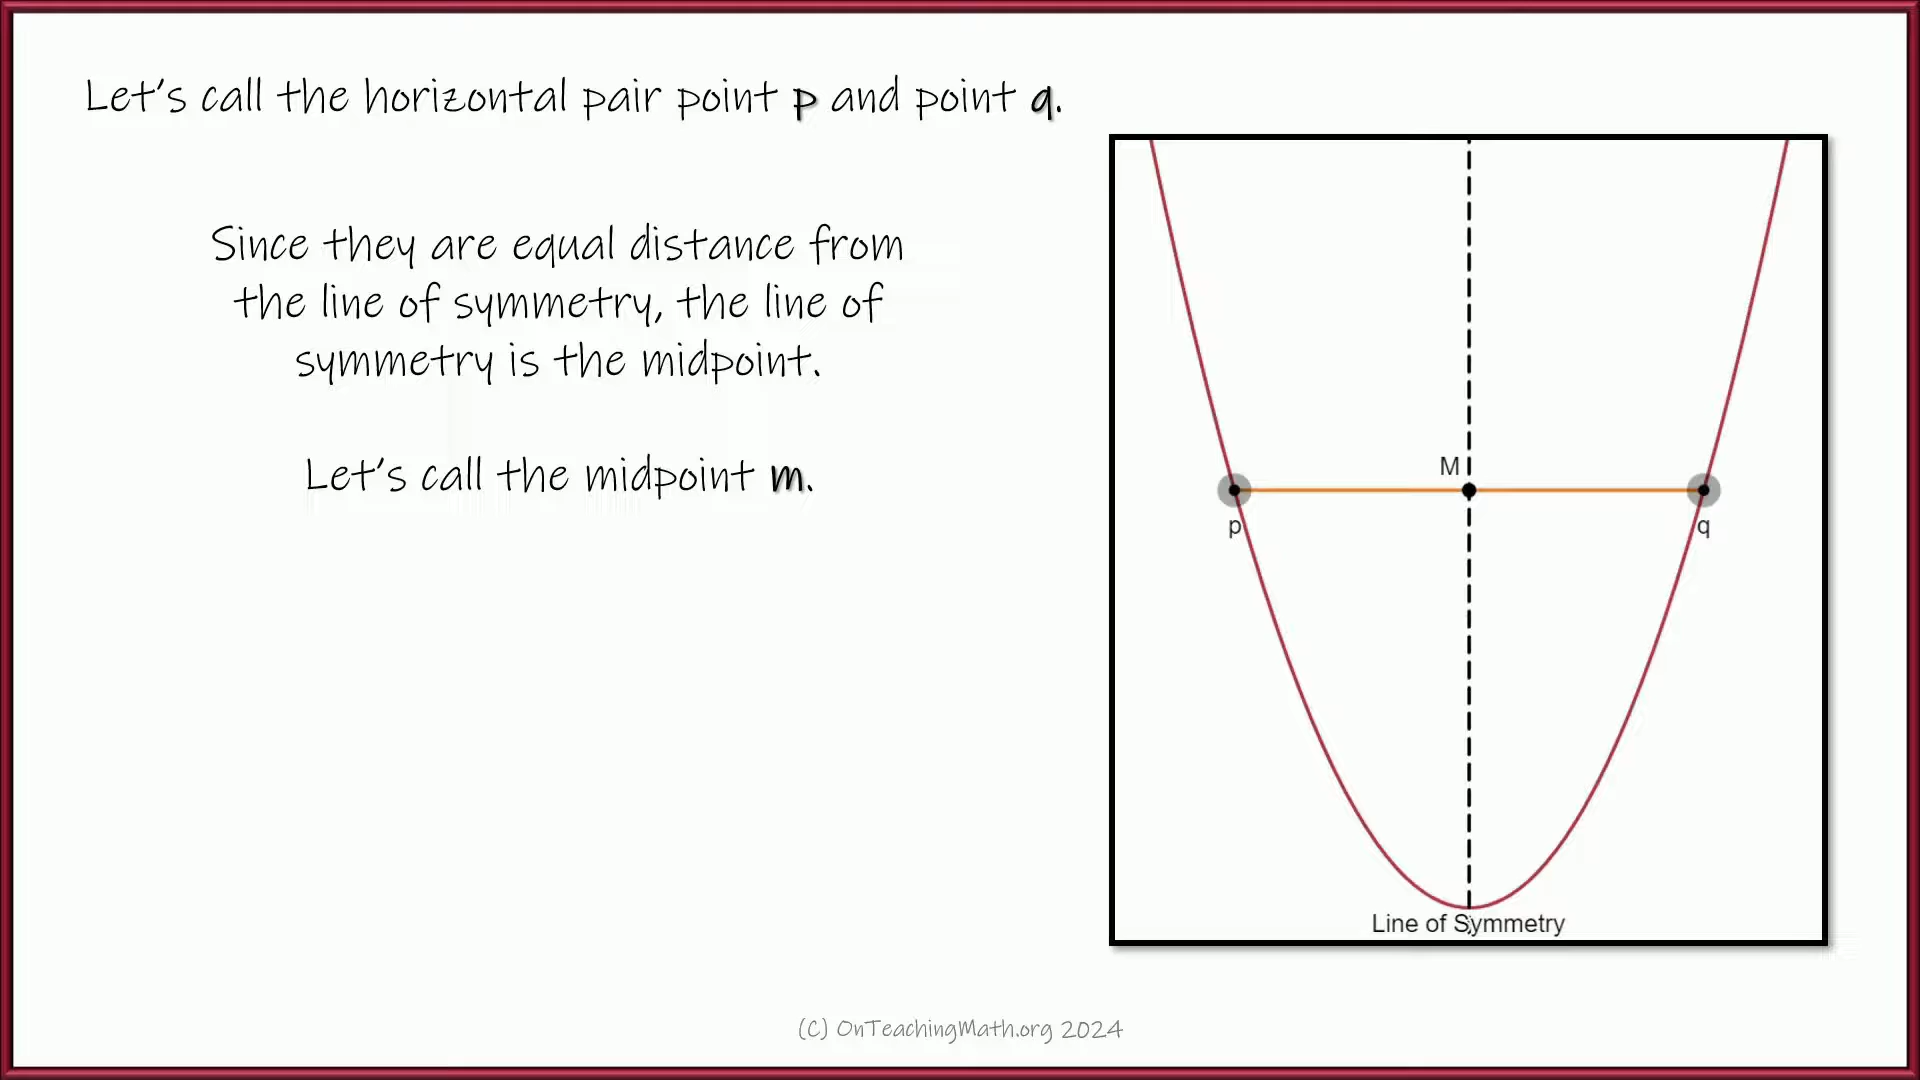 Let's call the horizontal pair point p and point q.
Since they are equal distance from
the line of symmetry, the line of
symmetry is the midpoint.
Let's call the midpoint m.
M
p
q
Line of Symmetry
(C) OnTeachingMath.org 2024